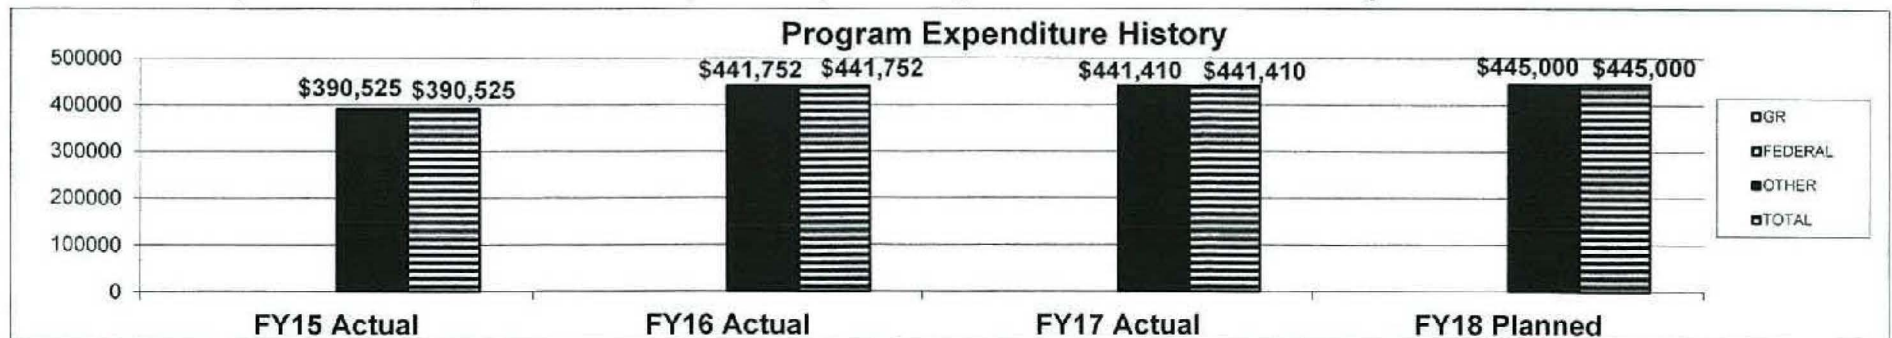 Program Expenditure History
500000
400000
300000
200000
100000
0
$390,525 $390,525
$441,752 $441,752
$441,410 $441,410
$445,000 $445,000
FY15 Actual
FY16 Actual
FY17 Actual
FY18 Planned
GR
FEDERAL
OTHER
TOTAL